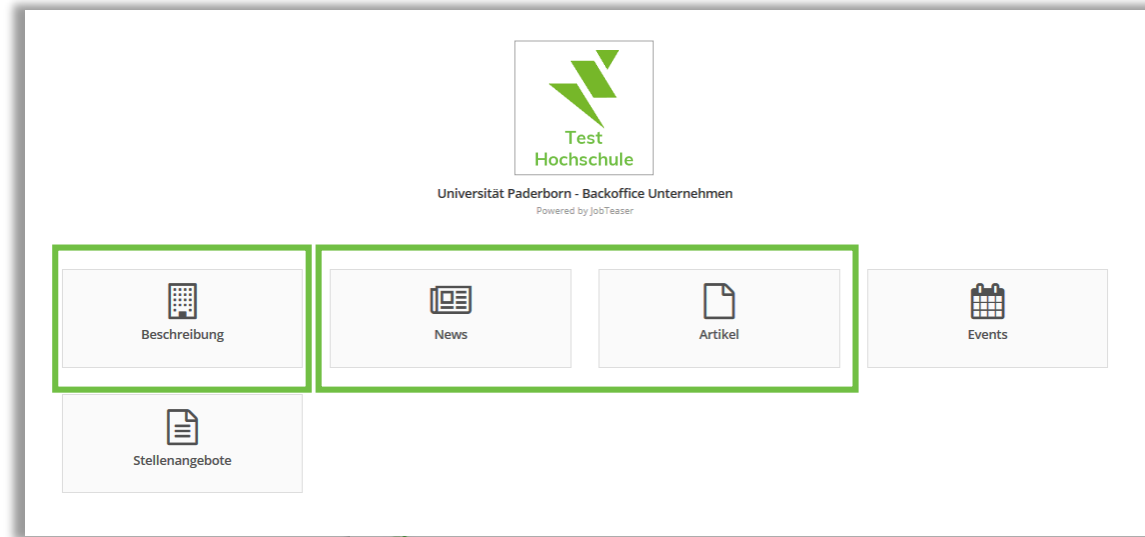 Test
Hochschule
Universität Paderborn - Backoffice Unternehmen
Powered by JobTeaser
Beschreibung
News
Artikel
Events
Stellenangebote